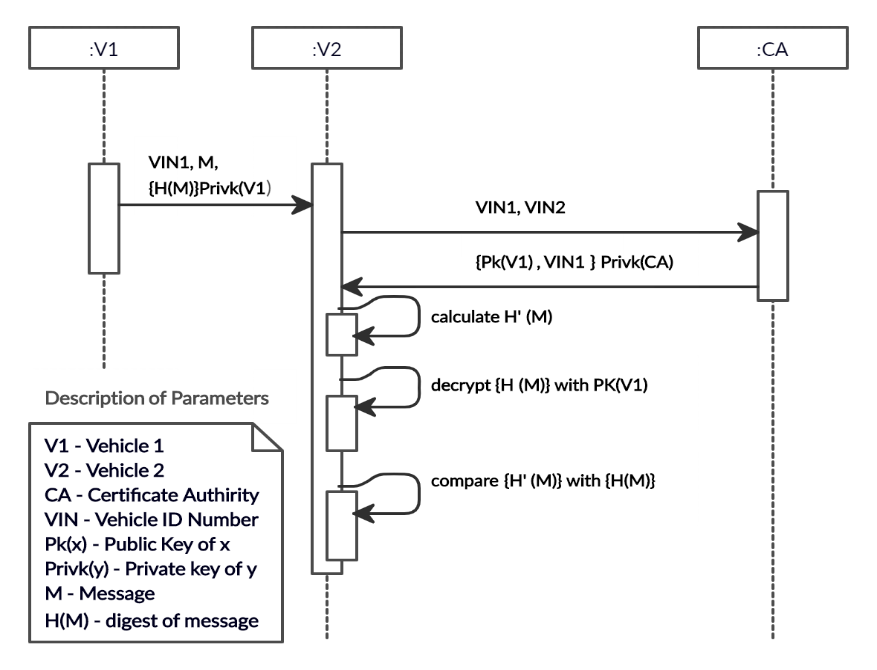 :V1
:V2
:CA
VIN1, M,
{H(M)}Privk(V1)
VIN1, VIN2
{Pk(V1) , VIN1 } Privk(CA)
calculate H' (M)
decrypt {H (M)} with PK(V1)
compare {H' (M)} with {H(M)}
Description of Parameters
V1 - Vehicle 1
V2 - Vehicle 2
CA - Certificate Authirity
VIN - Vehicle ID Number
Pk(x) - Public Key of x
Privk(y) - Private key of y
M - Message
H(M) - digest of message